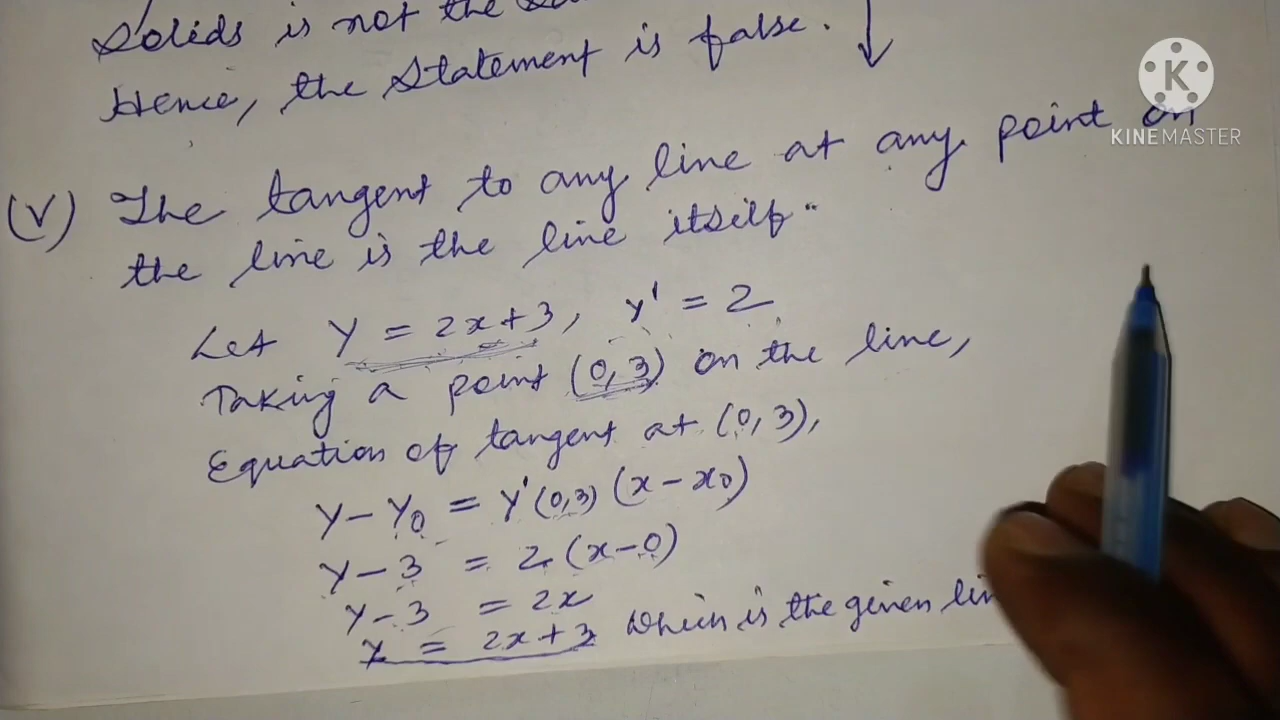 Solids is not the
Hence, the Statement is false.
K
KINEMASTER
(V) The tangent to any line at any point on
the line is the line itself"
Let Y = 2x+3, Y' = 2
Taking a point (0,3) on the line,
Equation of tangent at (0,3),
Y-Y0 = Y'(0,3) (x-x0)
Y-3 = 2(x-0)
Y-3 = 2x
Y = 2x+3 which is the given